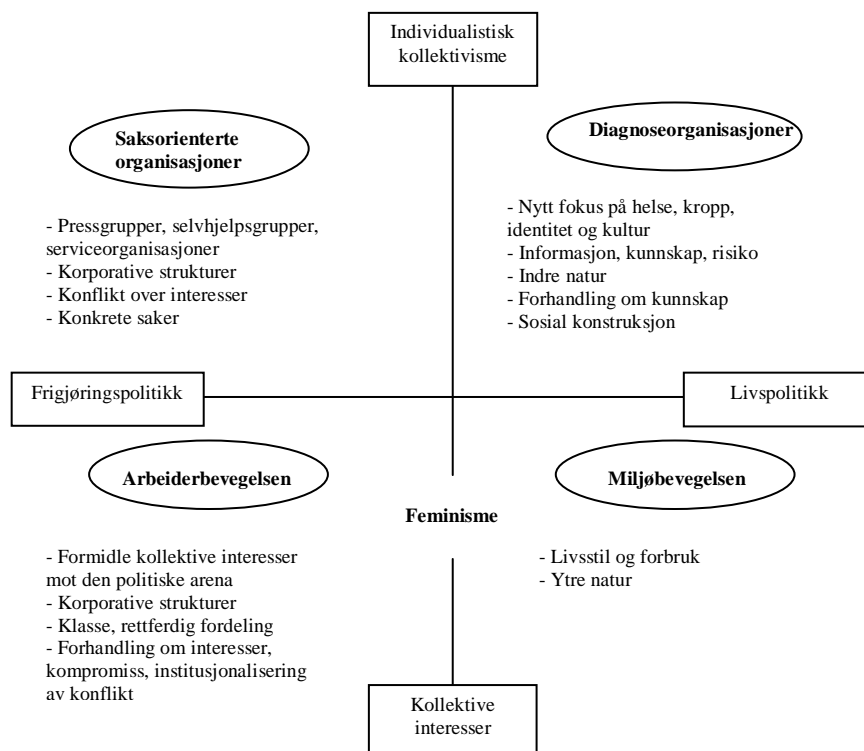 Individualistisk
kollektivisme
Saksorienterte
organisasjoner
Diagnoseorganisasjoner
- Pressgrupper, selvhjelpsgrupper,
serviceorganisasjoner
- Korporative strukturer
- Konflikt over interesser
- Konkrete saker
- Nytt fokus på helse, kropp,
identitet og kultur
- Informasjon, kunnskap, risiko
- Indre natur
- Forhandling om kunnskap
- Sosial konstruksjon
Frigjøringspolitikk
Livspolitikk
Arbeiderbevegelsen
Miljøbevegelsen
Feminisme
- Formidle kollektive interesser
mot den politiske arena
- Korporative strukturer
- Klasse, rettferdig fordeling
- Forhandling om interesser,
kompromiss, institusjonalisering
av konflikt
- Livsstil og forbruk
- Ytre natur
Kollektive
interesser